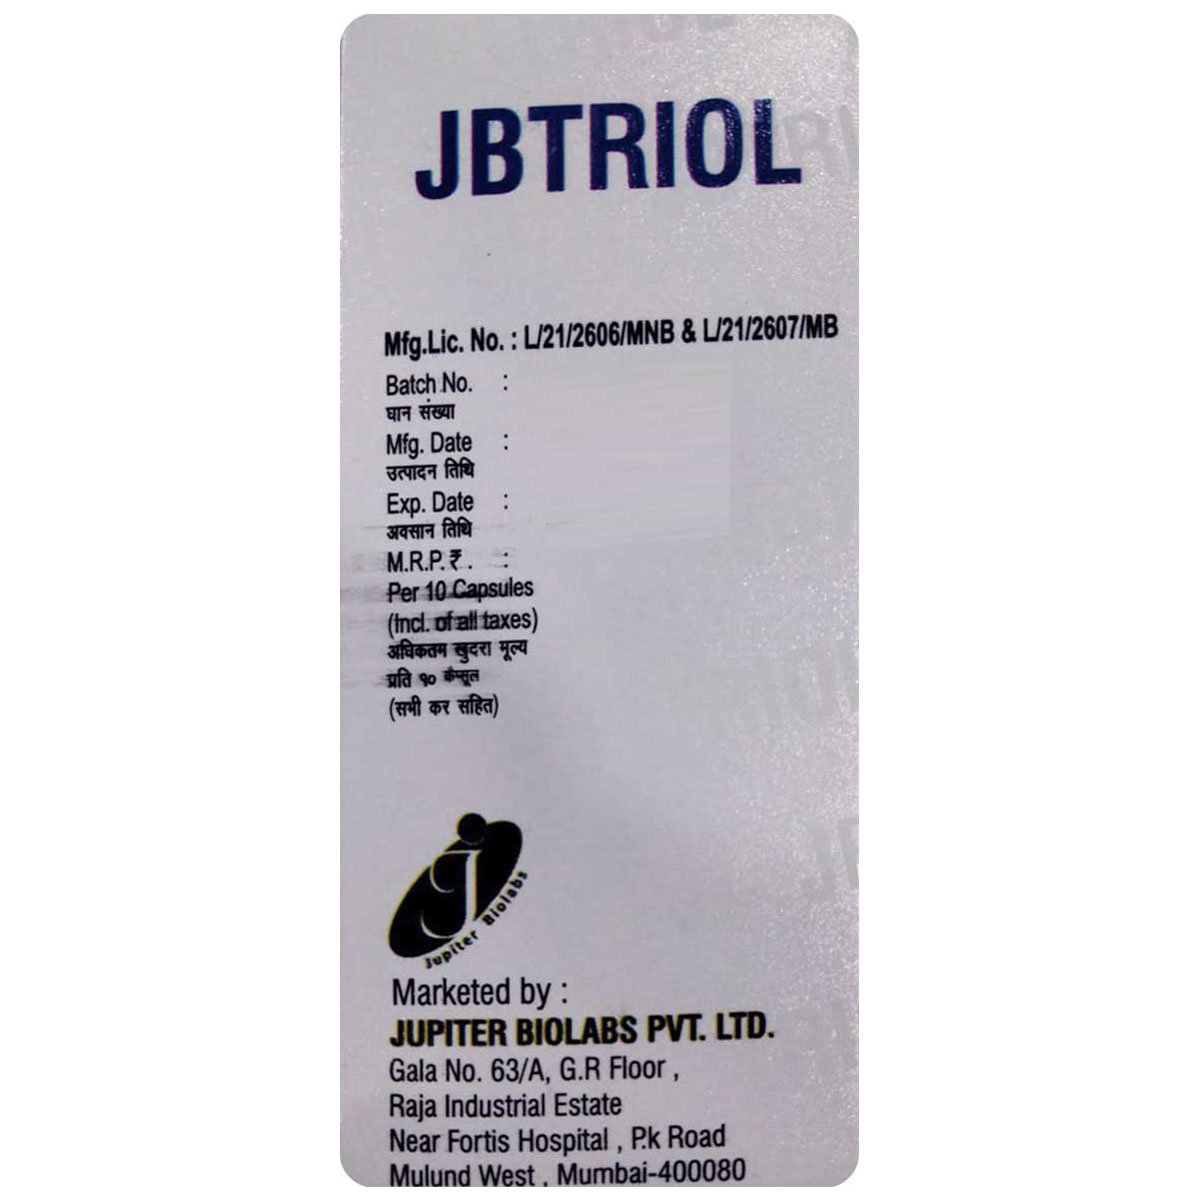 JBTRIOL
Mfg.Lic. No. : L/21/2606/MNB & L/21/2607/MB
Batch No. :
घान संख्या
Mfg. Date :
उत्पादन तिथि
Exp. Date :
अवसान तिथि
M.R.P.₹ . :
Per 10 Capsules
(Incl. of all taxes)
अधिकतम खुदरा मूल्य
प्रति १० कैप्सूल
(सभी कर सहित)
J
Jupiter Biolabs
Marketed by :
JUPITER BIOLABS PVT. LTD.
Gala No. 63/A, G.R Floor ,
Raja Industrial Estate
Near Fortis Hospital , P.k Road
Mulund West , Mumbai-400080